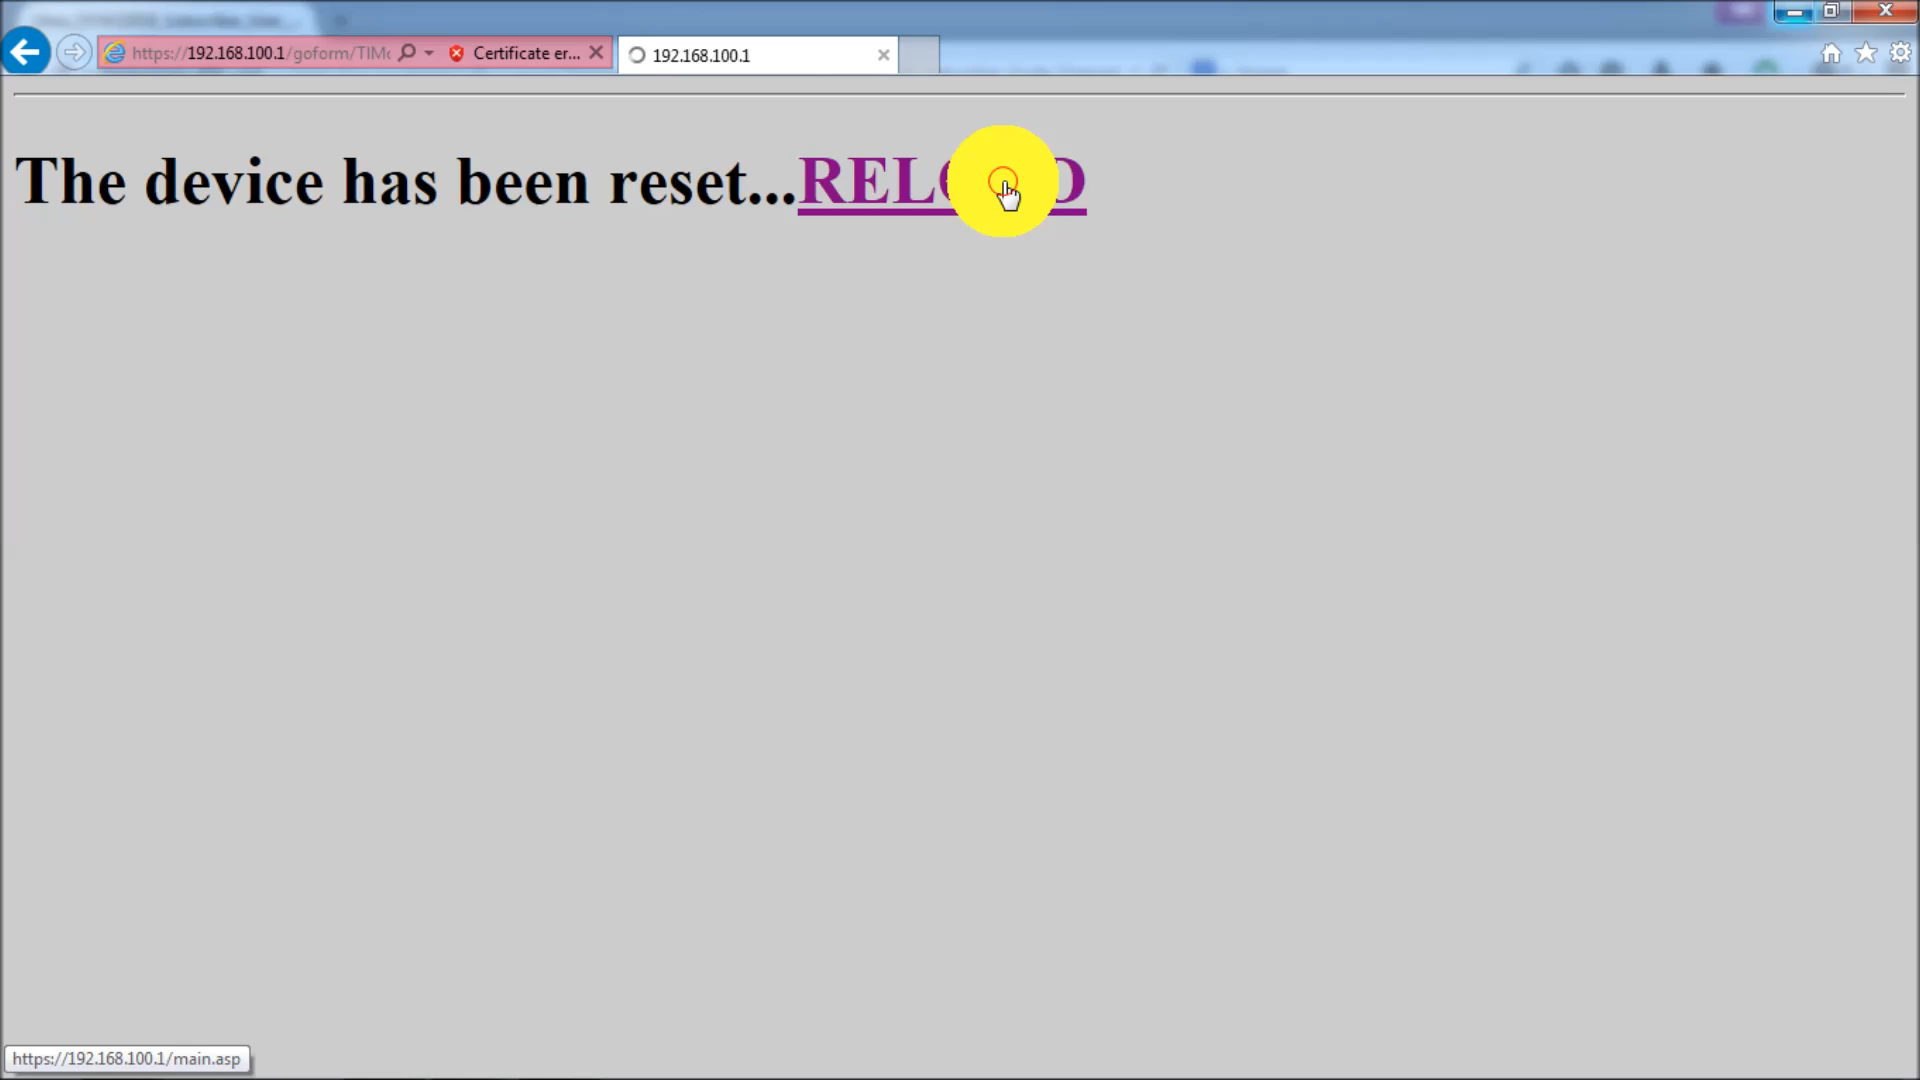 https://192.168.100.1/goform/TIM
Certificate er...
192.168.100.1
The device has been reset...RELOAD
https://192.168.100.1/main.asp